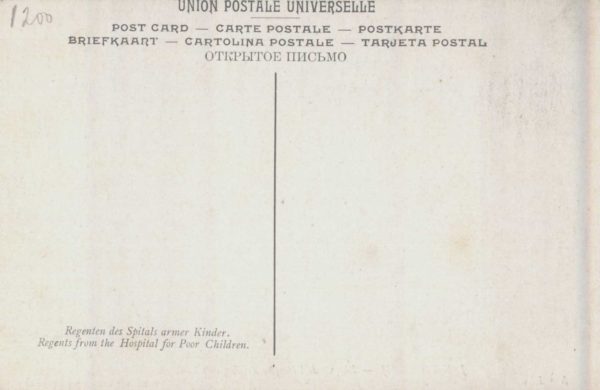 1200
UNION POSTALE UNIVERSELLE
POST CARD — CARTE POSTALE — POSTKARTE
BRIEFKAART — CARTOLINA POSTALE — TARJETA POSTAL
ОТКРЫТОЕ ПИСЬМО
Regenten des Spitals armer Kinder.
Regents from the Hospital for Poor Children.